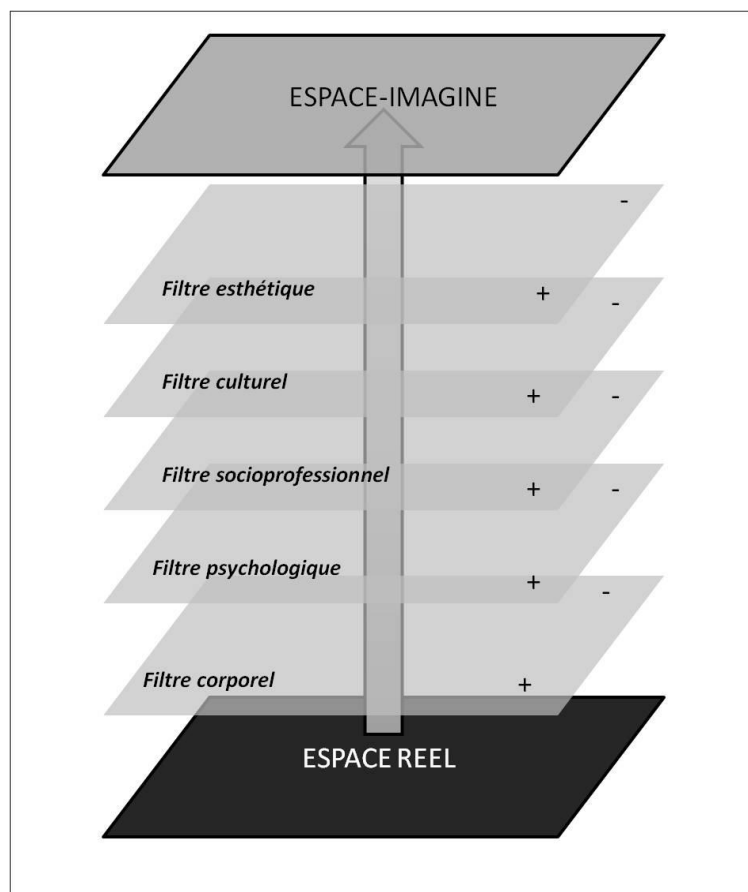 ESPACE-IMAGINE
-
Filtre esthétique + -
Filtre culturel + -
Filtre socioprofessionnel + -
Filtre psychologique + -
Filtre corporel +
ESPACE REEL